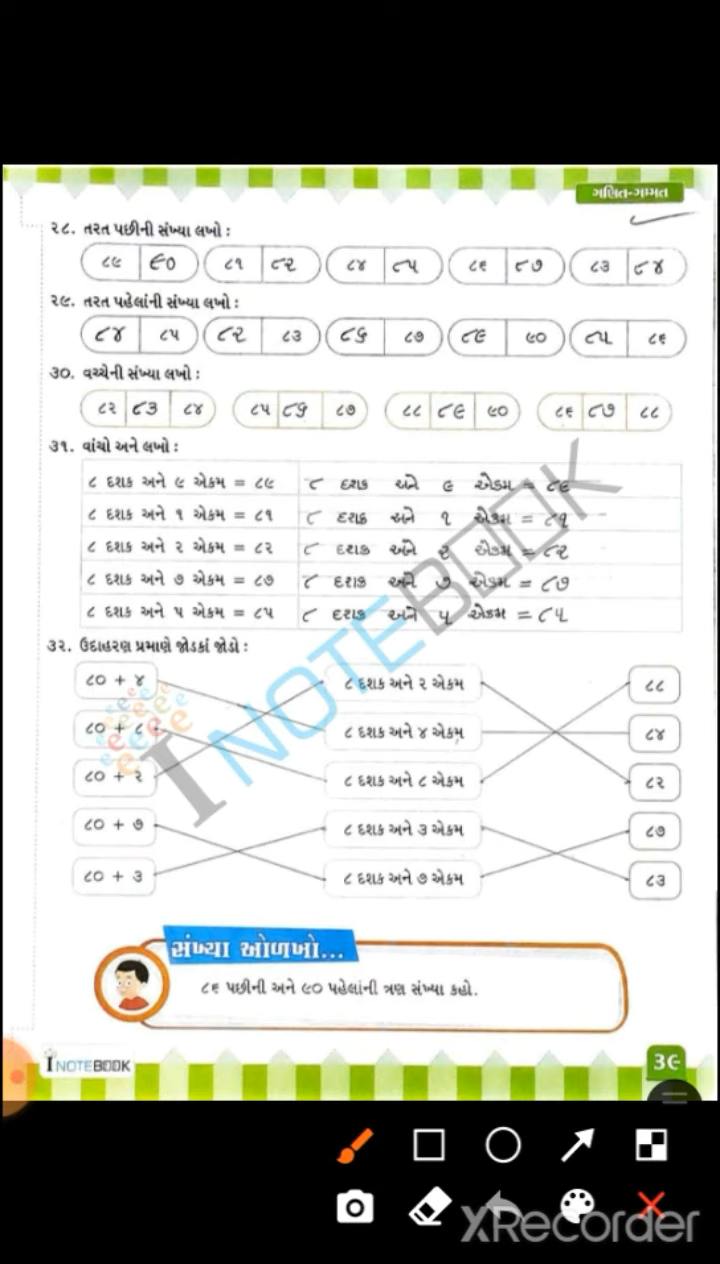 ગણિત-ગમ્મત
૨૮. તરત પછીની સંખ્યા લખો :
૮૯ ૯૦ ૮૧ ૮૨ ૮૪ ૮૫ ૮૬ ૮૭ ૮૩ ૮૪
૨૯. તરત પહેલાંની સંખ્યા લખો :
૮૪ ૮૫ ૮૨ ૮૩ ૮૬ ૮૭ ૮૯ ૯૦ ૮૫ ૮૬
૩૦. વચ્ચેની સંખ્યા લખો :
૮૨ ૮૩ ૮૪ ૮૫ ૮૬ ૮૭ ૮૮ ૮૯ ૯૦ ૮૬ ૮૭ ૮૮
૩૧. વાંચો અને લખો :
૮ દશક અને ૯ એકમ = ૮૯ ૮ દશક અને ૯ એકમ = ૮૯
૮ દશક અને ૧ એકમ = ૮૧ ૮ દશક અને ૧ એકમ = ૮૧
૮ દશક અને ૨ એકમ = ૮૨ ૮ દશક અને ૨ એકમ = ૮૨
૮ દશક અને ૭ એકમ = ૮૭ ૮ દશક અને ૭ એકમ = ૮૭
૮ દશક અને ૫ એકમ = ૮૫ ૮ દશક અને ૫ એકમ = ૮૫
૩૨. ઉદાહરણ પ્રમાણે જોડકાં જોડો :
૮૦ + ૪ ૮ દશક અને ૨ એકમ ૮૮
૮૦ + ૮ ૮ દશક અને ૪ એકમ ૮૪
૮૦ + ૨ ૮ દશક અને ૮ એકમ ૮૨
૮૦ + ૭ ૮ દશક અને ૩ એકમ ૮૭
૮૦ + ૩ ૮ દશક અને ૭ એકમ ૮૩
INOTEBOOK
સંખ્યા ઓળખો...
૮૬ પછીની અને ૯૦ પહેલાંની ત્રણ સંખ્યા કહો.
INOTEBOOK
૩૯
XRecorder